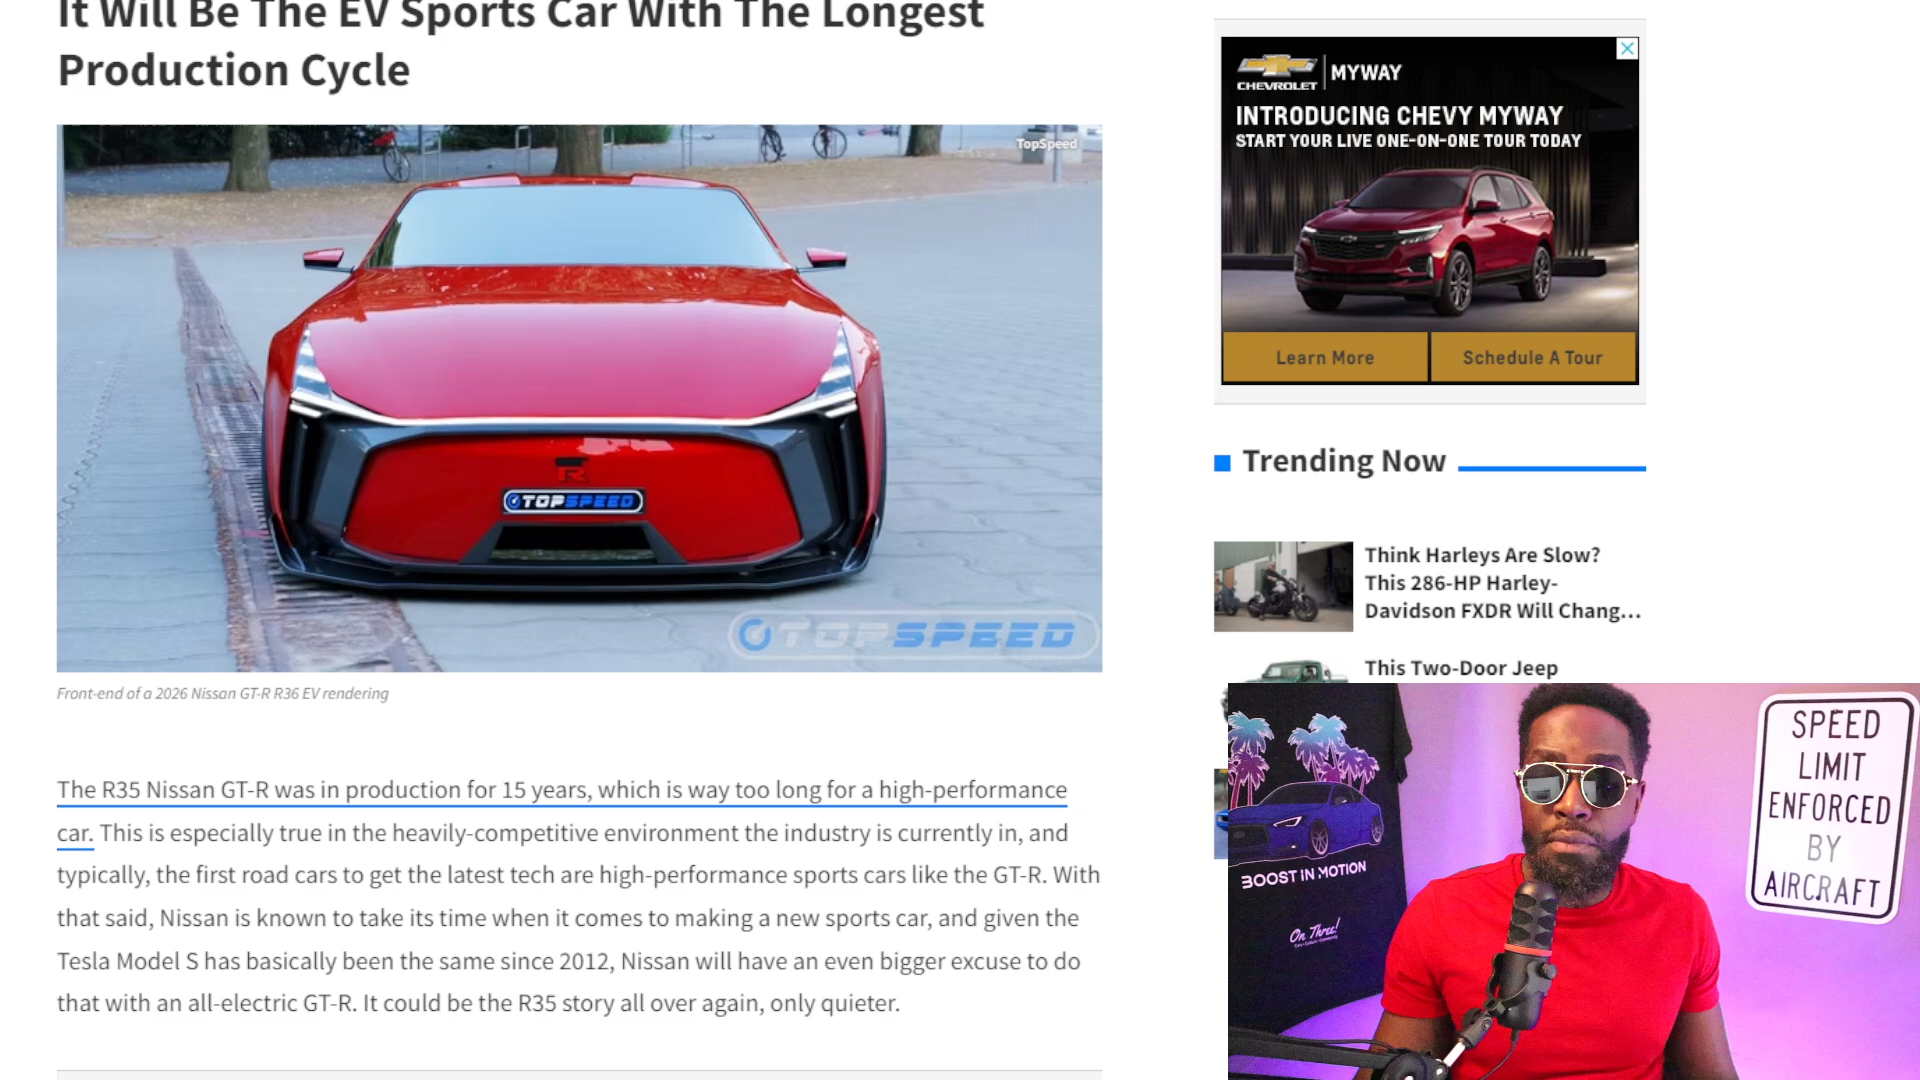 It Will Be The EV Sports Car With The Longest
Production Cycle
TopSpeed
R
TOPSPEED
TOPSPEED
Front-end of a 2026 Nissan GT-R R36 EV rendering
The R35 Nissan GT-R was in production for 15 years, which is way too long for a high-performance
car. This is especially true in the heavily-competitive environment the industry is currently in, and
typically, the first road cars to get the latest tech are high-performance sports cars like the GT-R. With
that said, Nissan is known to take its time when it comes to making a new sports car, and given the
Tesla Model S has basically been the same since 2012, Nissan will have an even bigger excuse to do
that with an all-electric GT-R. It could be the R35 story all over again, only quieter.
CHEVROLET
MYWAY
INTRODUCING CHEVY MYWAY
START YOUR LIVE ONE-ON-ONE TOUR TODAY
Learn More
Schedule A Tour
Trending Now
Think Harleys Are Slow?
This 286-HP Harley-
Davidson FXDR Will Chang...
This Two-Door Jeep
BOOST IN MOTION
On Three!
SPEED
LIMIT
ENFORCED
BY
AIRCRAFT